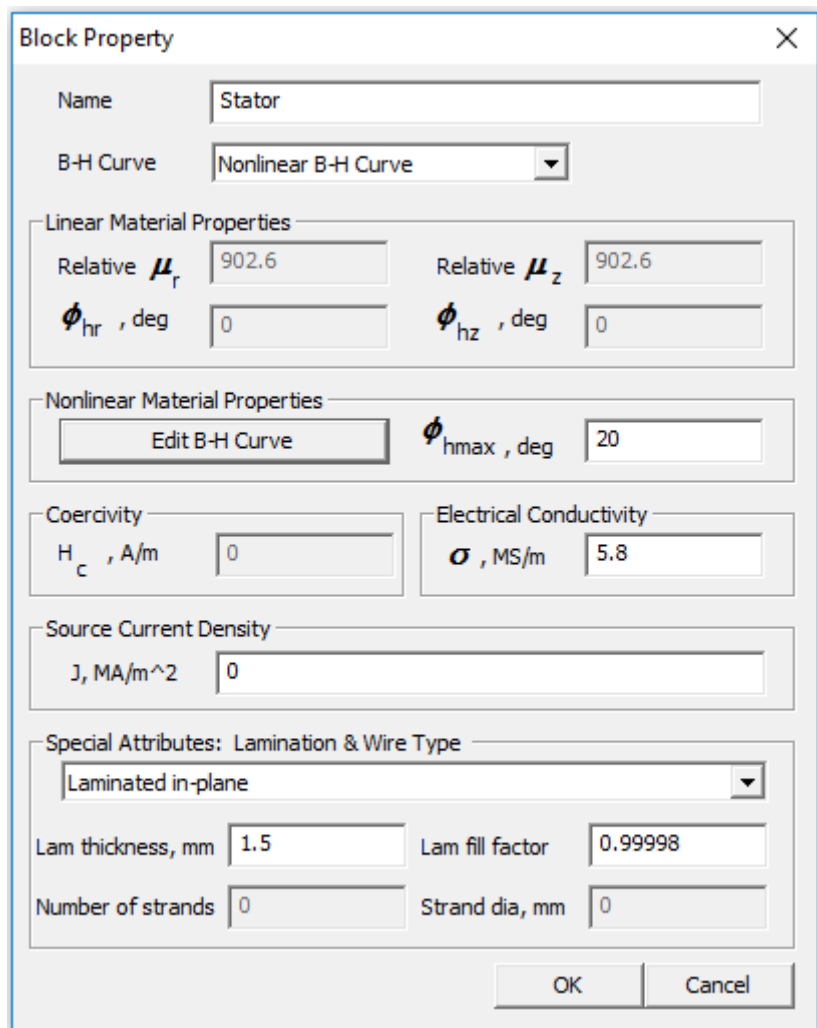 Block Property
Name Stator
B-H Curve Nonlinear B-H Curve
Linear Material Properties
Relative μr 902.6 Relative μz 902.6
ϕhr , deg 0 ϕhz , deg 0
Nonlinear Material Properties
Edit B-H Curve ϕhmax , deg 20
Coercivity Electrical Conductivity
Hc , A/m 0 σ , MS/m 5.8
Source Current Density
J, MA/m^2 0
Special Attributes: Lamination & Wire Type
Laminated in-plane
Lam thickness, mm 1.5 Lam fill factor 0.99998
Number of strands 0 Strand dia, mm 0
OK Cancel